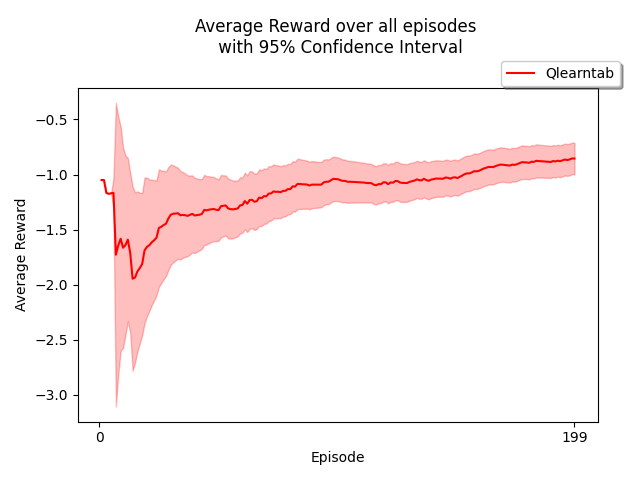 Average Reward over all episodes
with 95% Confidence Interval
Qlearntab
−0.5
−1.0
−1.5
−2.0
−2.5
−3.0
Average Reward
0
199
Episode